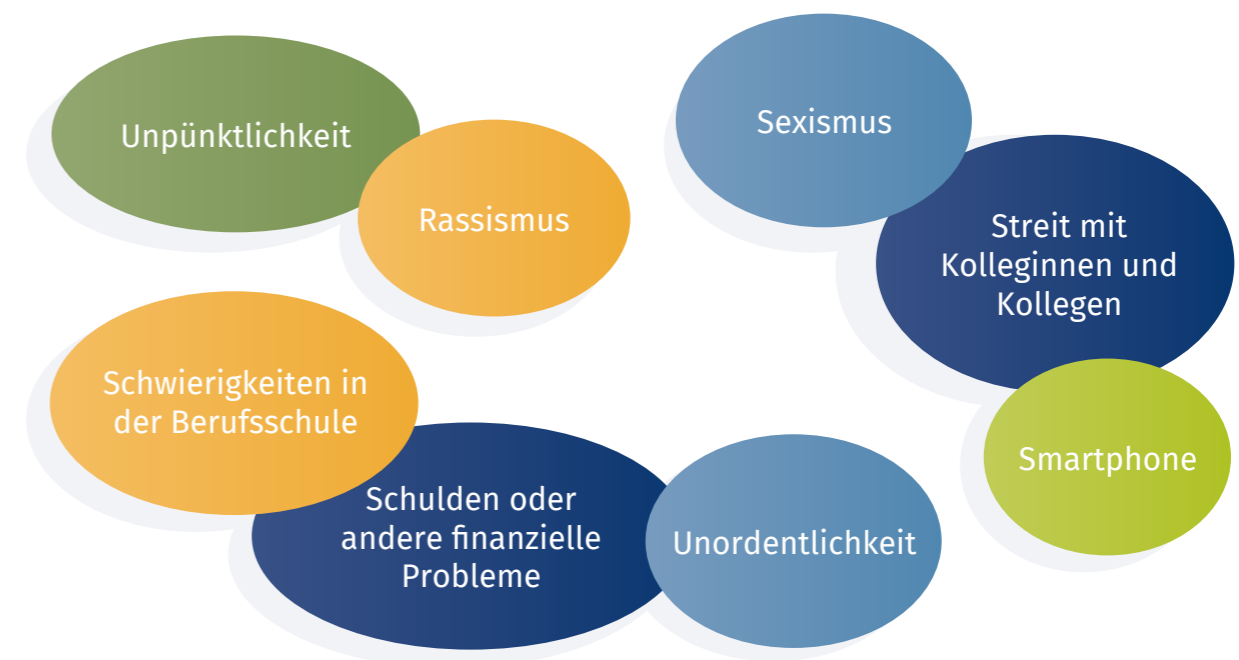 Unpünktlichkeit
Rassismus
Sexismus
Streit mit
Kolleginnen und
Kollegen
Schwierigkeiten in
der Berufsschule
Smartphone
Schulden oder
andere finanzielle
Probleme
Unordentlichkeit